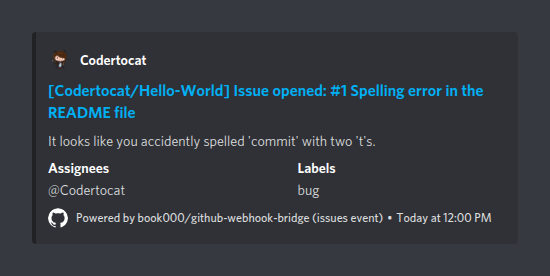 Codertocat
[Codertocat/Hello-World] Issue opened: #1 Spelling error in the
README file
It looks like you accidently spelled 'commit' with two 't's.
Assignees Labels
@Codertocat bug
Powered by book000/github-webhook-bridge (issues event) • Today at 12:00 PM